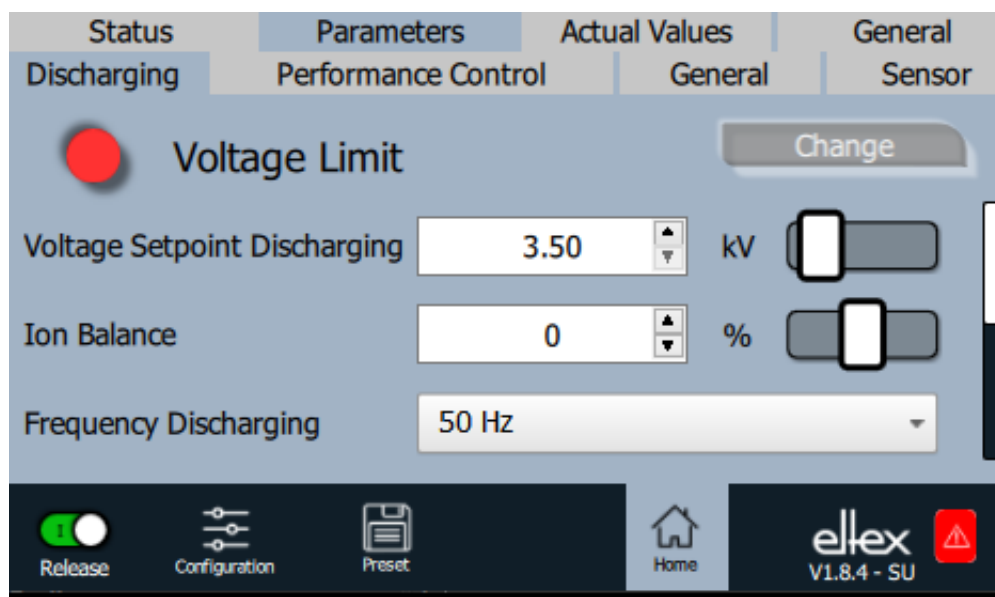 Status Parameters Actual Values General
Discharging Performance Control General Sensor
Voltage Limit Change
Voltage Setpoint Discharging 3.50 kV
Ion Balance 0 %
Frequency Discharging 50 Hz
I
Release Configuration Preset Home eltex
V1.8.4 - SU